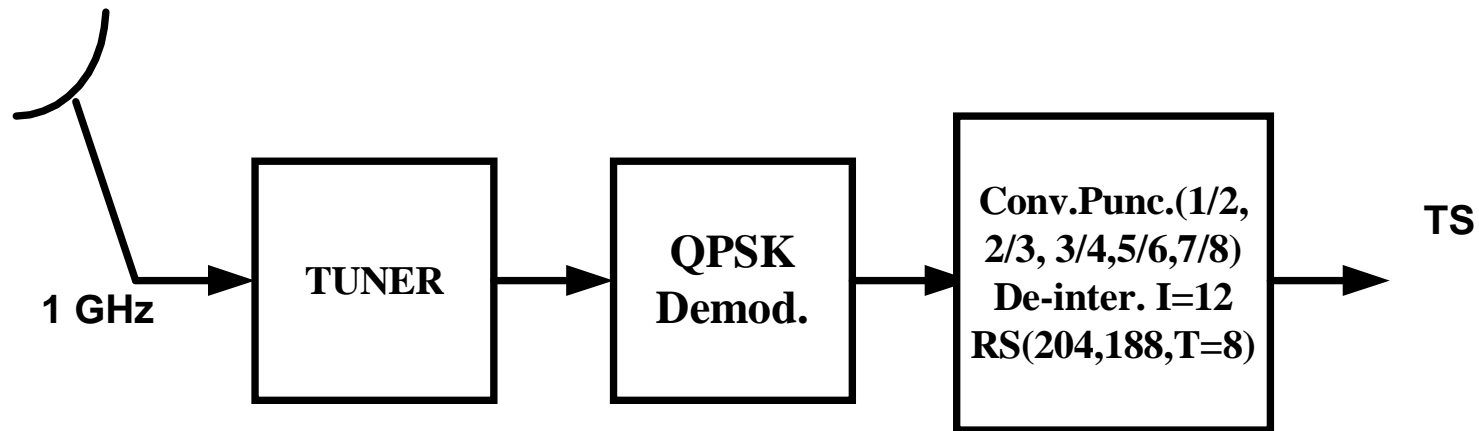 1 GHz
TUNER
QPSK
Demod.
Conv.Punc.(1/2,
2/3, 3/4,5/6,7/8)
De-inter. I=12
RS(204,188,T=8)
TS